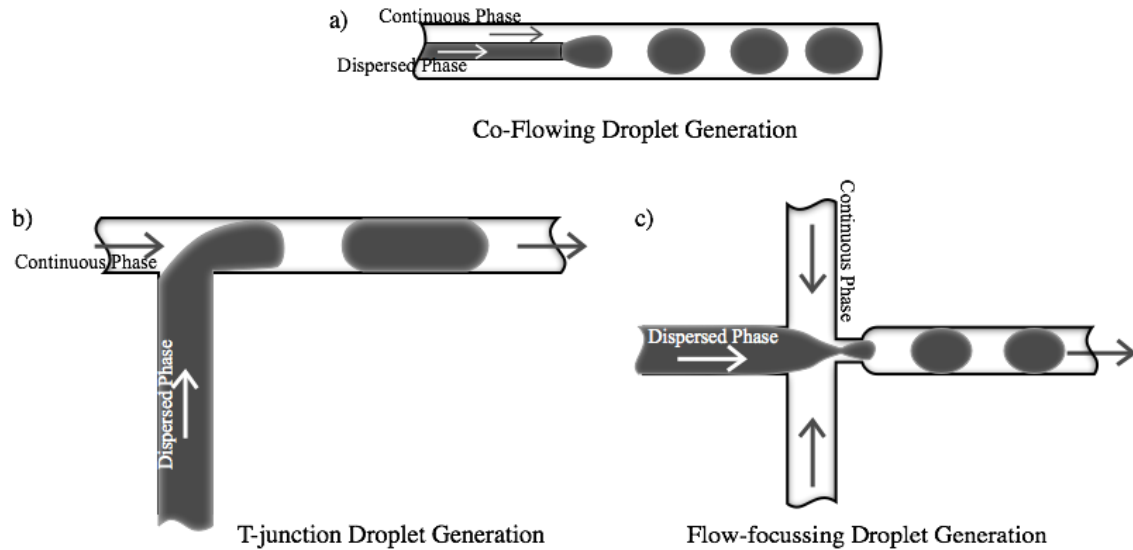 a)
Continuous Phase
Dispersed Phase
Co-Flowing Droplet Generation
b)
Continuous Phase
Dispersed Phase
T-junction Droplet Generation
c)
Continuous Phase
Dispersed Phase
Flow-focussing Droplet Generation